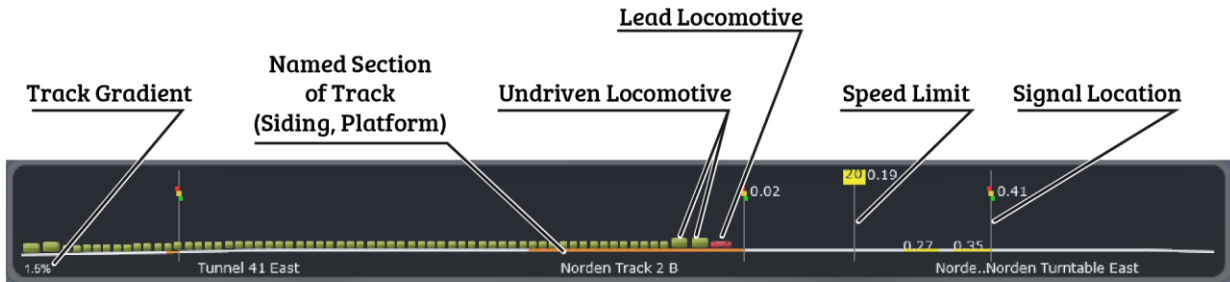 Lead Locomotive
Named Section
of Track
(Siding, Platform)
Track Gradient
Undriven Locomotive
Speed Limit
Signal Location
20 0.19
0.02
0.41
0.27
0.35
1.5%
Tunnel 41 East
Norden Track 2 B
Norde..Norden Turntable East